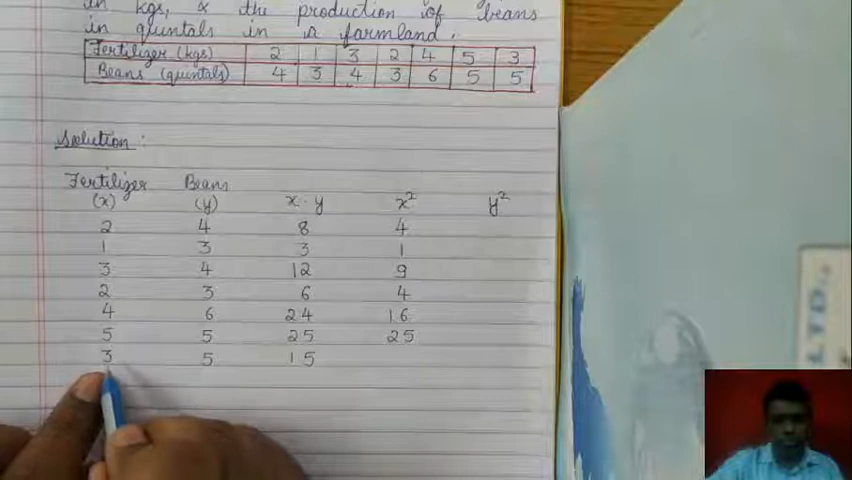 in kgs, & the production of beans
in quintals in a farmland.
Fertilizer (kgs) 2 1 3 2 4 5 3
Beans (quintals) 4 3 4 3 6 5 5
Solution :
Fertilizer Beans
(x) (y) x · y x² y²
2 4 8 4
1 3 3 1
3 4 12 9
2 3 6 4
4 6 24 16
5 5 25 25
3 5 15
LTD.